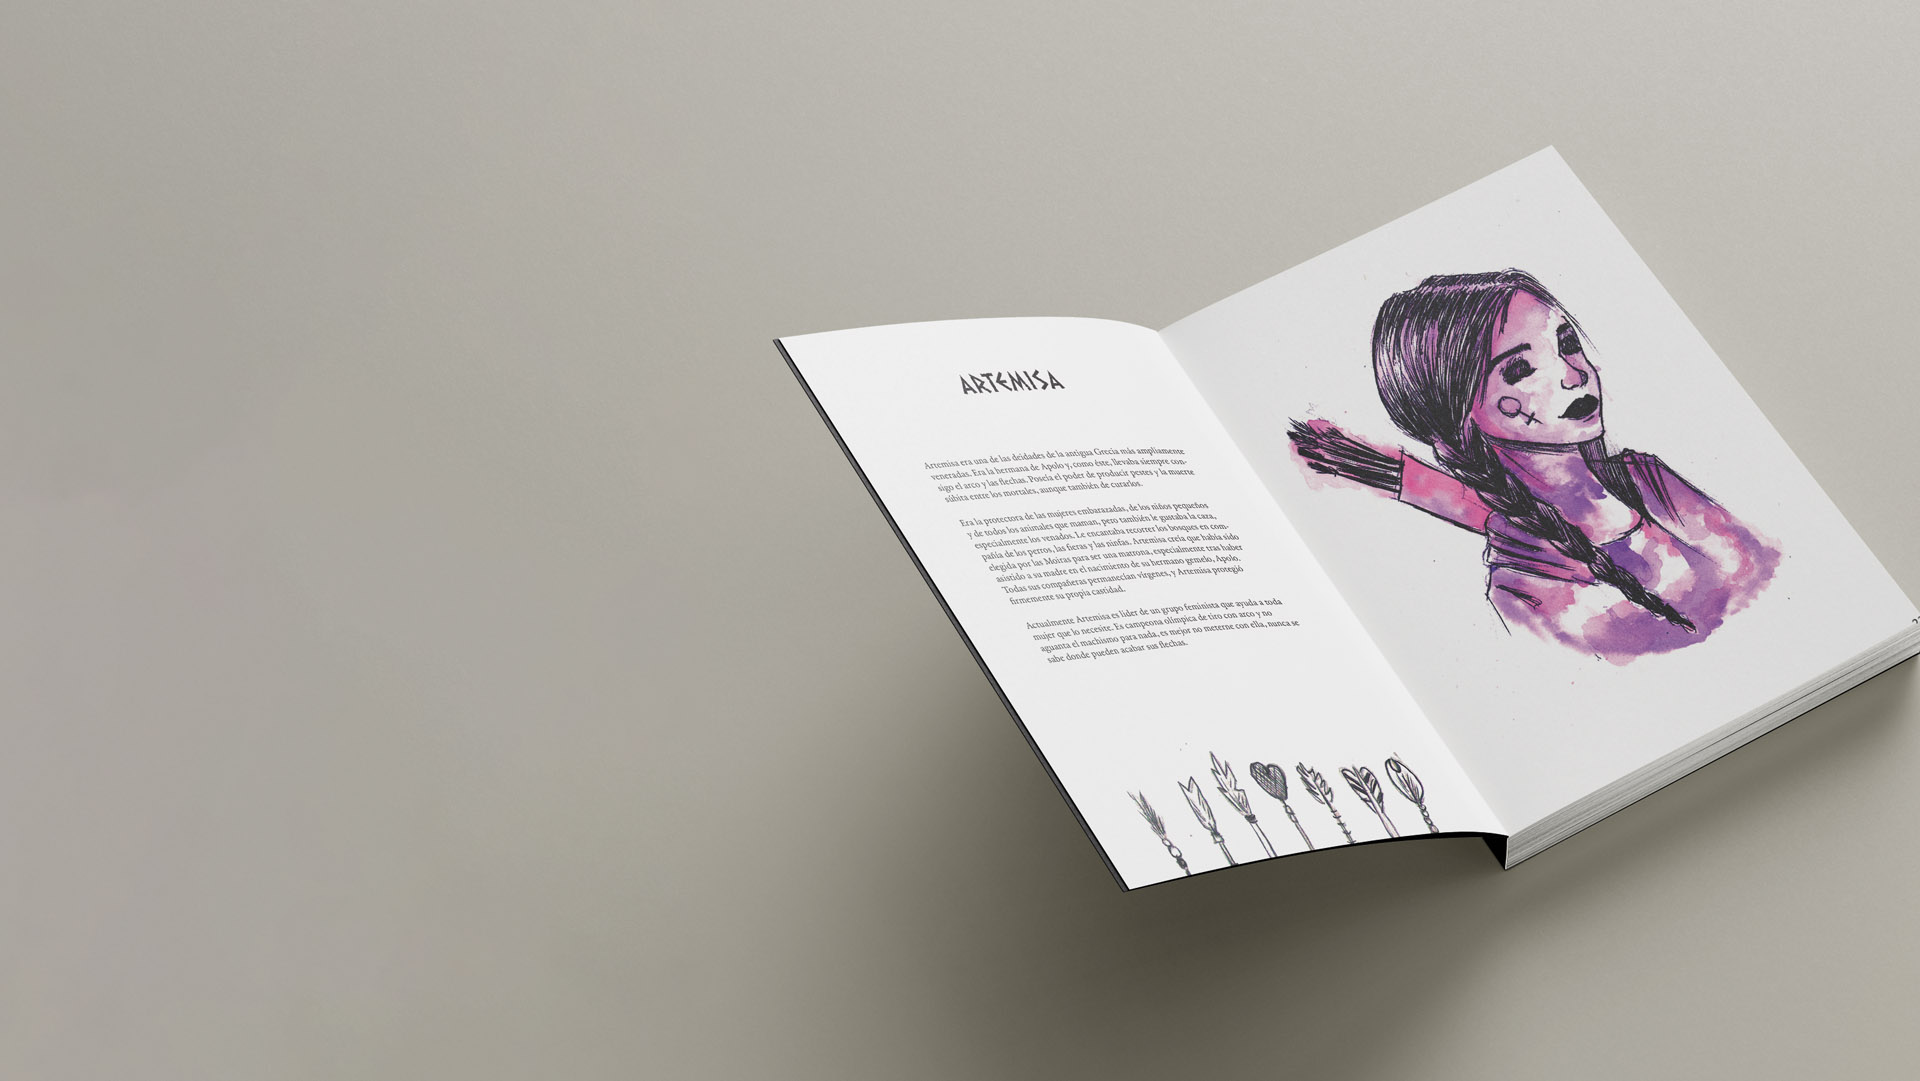 ARTEMISA
Artemisa era una de las deidades de la antigua Grecia más ampliamente
veneradas. Era la hermana de Apolo y, como éste, llevaba siempre con-
sigo el arco y las flechas. Poseía el poder de producir pestes y la muerte
súbita entre los mortales, aunque también de curarlos.
Era la protectora de las mujeres embarazadas, de los niños pequeños
y de todos los animales que maman, pero también le gustaba la caza,
especialmente los venados. Le encantaba recorrer los bosques en com-
pañía de los perros, las fieras y las ninfas. Artemisa creía que había sido
elegida por las Moiras para ser una matrona, especialmente tras haber
asistido a su madre en el nacimiento de su hermano gemelo, Apolo.
Todas sus compañeras permanecían vírgenes, y Artemisa protegió
firmemente su propia castidad.
Actualmente Artemisa es líder de un grupo feminista que ayuda a toda
mujer que lo necesite. Es campeona olímpica de tiro con arco y no
aguanta el machismo para nada, es mejor no meterne con ella, nunca se
sabe donde pueden acabar sus flechas.